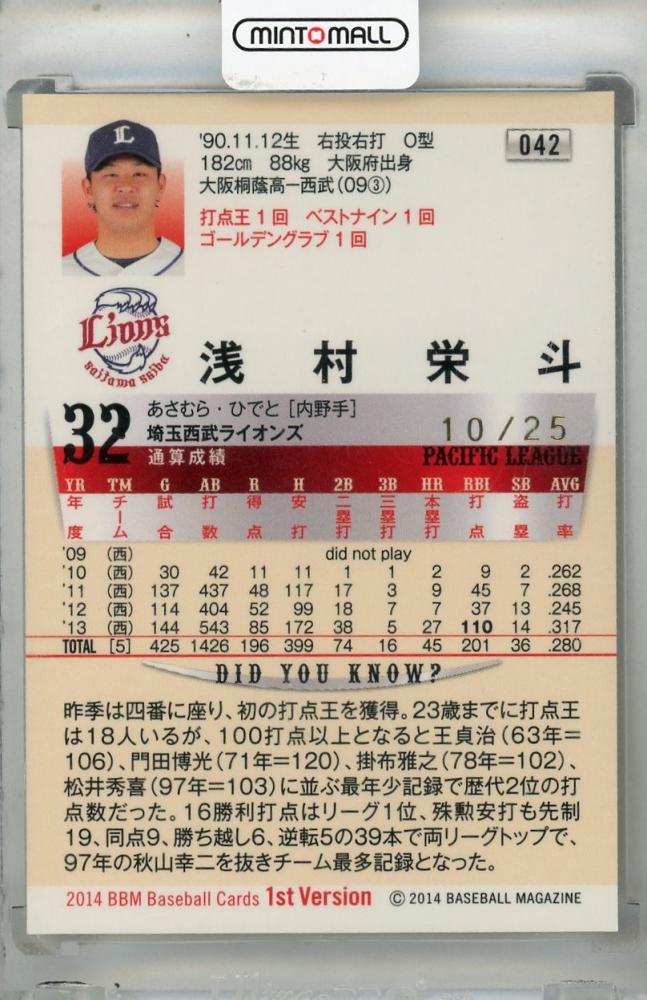 MINTOMALL
'90.11.12生 右投右打 O型
182cm 88kg 大阪府出身
大阪桐蔭高ー西武(09③)
042
打点王1回 ベストナイン1回
ゴールデングラブ1回
L
Lions
saitama seibu
浅村栄斗
32
あさむら・ひでと[内野手]
埼玉西武ライオンズ
10/25
通算成績
PACIFIC LEAGUE
YR TM G AB R H 2B 3B HR RBI SB AVG
年度 チーム 試合 打数 得点 安打 二塁打 三塁打 本塁打 打点 盗塁 打率
'09 (西) did not play
'10 (西) 30 42 11 11 1 1 2 9 2 .262
'11 (西) 137 437 48 117 17 3 9 45 7 .268
'12 (西) 114 404 52 99 18 7 7 37 13 .245
'13 (西) 144 543 85 172 38 5 27 110 14 .317
TOTAL [5] 425 1426 196 399 74 16 45 201 36 .280
DID YOU KNOW?
昨季は四番に座り、初の打点王を獲得。23歳までに打点王
は18人いるが、100打点以上となると王貞治(63年=
106)、門田博光(71年=120)、掛布雅之(78年=102)、
松井秀喜(97年=103)に並ぶ最年少記録で歴代2位の打
点数だった。16勝利打点はリーグ1位、殊勲安打も先制
19、同点9、勝ち越し6、逆転5の39本で両リーグトップで、
97年の秋山幸二を抜きチーム最多記録となった。
2014 BBM Baseball Cards 1st Version © 2014 BASEBALL MAGAZINE